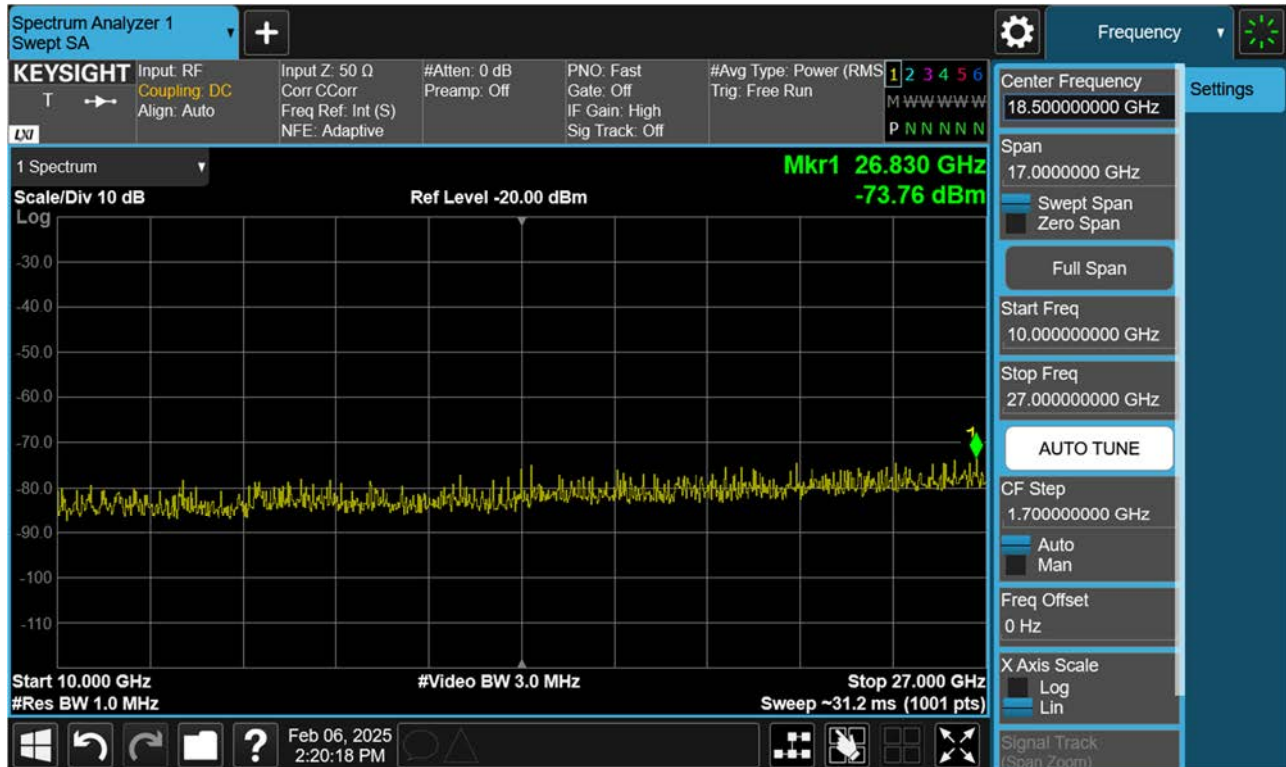 Spectrum Analyzer 1
Swept SA
Frequency
KEYSIGHT
T
LXI
Input: RF
Coupling: DC
Align: Auto
Input Z: 50 Ω
Corr CCorr
Freq Ref: Int (S)
NFE: Adaptive
#Atten: 0 dB
Preamp: Off
PNO: Fast
Gate: Off
IF Gain: High
Sig Track: Off
#Avg Type: Power (RMS
Trig: Free Run
1 2 3 4 5 6
M W W W W W
P N N N N N
1 Spectrum
Scale/Div 10 dB
Ref Level -20.00 dBm
Mkr1 26.830 GHz
-73.76 dBm
Log
-30.0
-40.0
-50.0
-60.0
-70.0
-80.0
-90.0
-100
-110
1
Start 10.000 GHz
#Video BW 3.0 MHz
Stop 27.000 GHz
#Res BW 1.0 MHz
Sweep ~31.2 ms (1001 pts)
?
Feb 06, 2025
2:20:18 PM
Center Frequency
18.500000000 GHz
Span
17.0000000 GHz
Swept Span
Zero Span
Full Span
Start Freq
10.000000000 GHz
Stop Freq
27.000000000 GHz
AUTO TUNE
CF Step
1.700000000 GHz
Auto
Man
Freq Offset
0 Hz
X Axis Scale
Log
Lin
Signal Track
(Span Zoom)
Settings